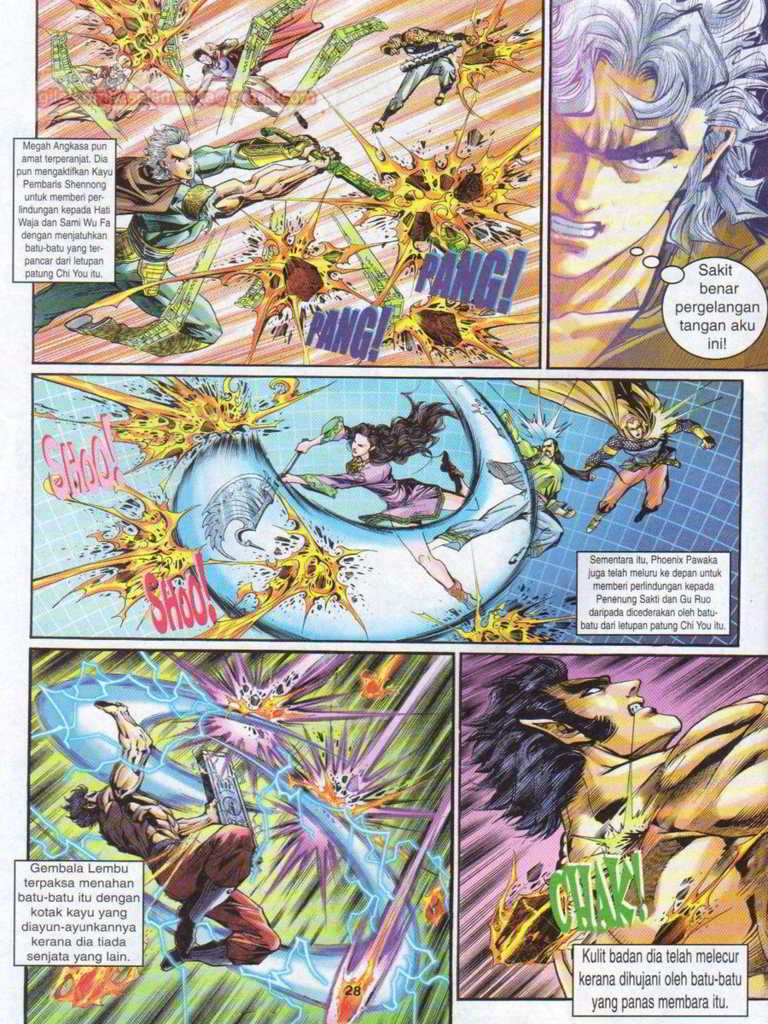 Megah Angkasa pun
amat terperanjat. Dia
pun mengaktifkan Kayu
Pembaris Shennong
untuk memberi per-
lindungan kepada Hati
Waja dan Sami Wu Fa
dengan menjatuhkan
batu-batu yang ter-
pancar dari letupan
patung Chi You itu.
PANG!
PANG!
Sakit
benar
pergelangan
tangan aku
ini!
SHOO!
SHOO!
Sementara itu, Phoenix Pawaka
juga telah meluru ke depan untuk
memberi perlindungan kepada
Penenung Sakti dan Gu Ruo
daripada dicederakan oleh batu-
batu dari letupan patung Chi You itu.
Gembala Lembu
terpaksa menahan
batu-batu itu dengan
kotak kayu yang
diayun-ayunkannya
kerana dia tiada
senjata yang lain.
CHAK!
Kulit badan dia telah melecur
kerana dihujani oleh batu-batu
yang panas membara itu.
28